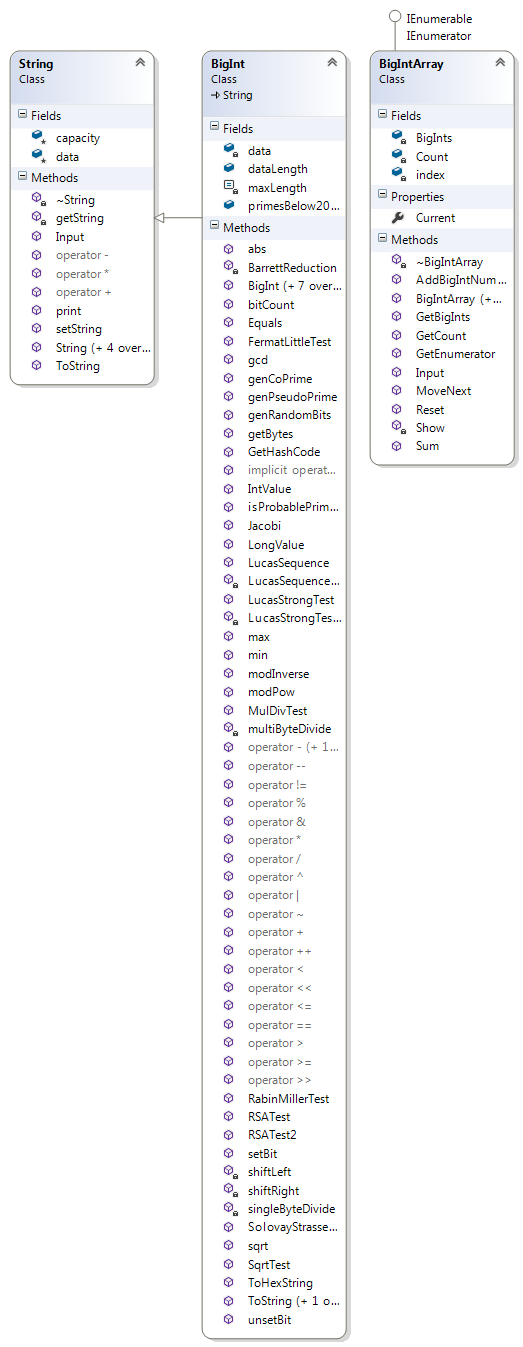 IEnumerable
IEnumerator
String
Class
Fields
capacity
data
Methods
~String
getString
Input
operator -
operator *
operator +
print
setString
String (+ 4 over...
ToString
BigInt
Class
String
Fields
data
dataLength
maxLength
primesBelow20...
Methods
abs
BarrettReduction
BigInt (+ 7 over...
bitCount
Equals
FermatLittleTest
gcd
genCoPrime
genPseudoPrime
genRandomBits
getBytes
GetHashCode
implicit operat...
IntValue
isProbablePrim...
Jacobi
LongValue
LucasSequence
LucasSequence...
LucasStrongTest
LucasStrongTes...
max
min
modInverse
modPow
MulDivTest
multiByteDivide
operator - (+ 1...
operator --
operator !=
operator %
operator &
operator *
operator /
operator ^
operator |
operator ~
operator +
operator ++
operator <
operator <<
operator <=
operator ==
operator >
operator >=
operator >>
RabinMillerTest
RSATest
RSATest2
setBit
shiftLeft
shiftRight
singleByteDivide
SolovayStrasse...
sqrt
SqrtTest
ToHexString
ToString (+ 1 o...
unsetBit
BigIntArray
Class
Fields
BigInts
Count
index
Properties
Current
Methods
~BigIntArray
AddBigIntNum...
BigIntArray (+...
GetBigInts
GetCount
GetEnumerator
Input
MoveNext
Reset
Show
Sum